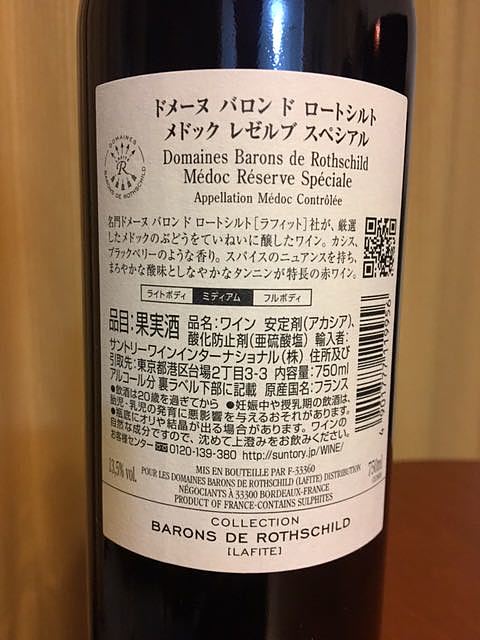 ドメーヌ バロン ド ロートシルト
メドック レゼルブ スペシアル
Domaines Barons de Rothschild
Médoc Réserve Spéciale
Appellation Médoc Contrôlée
DOMAINES
R
BARONS DE ROTHSCHILD
名門ドメーヌ バロン ド ロートシルト[ラフィット]社が、厳選
したメドックのぶどうをていねいに醸したワイン。カシス、
ブラックベリーのような香り。スパイスのニュアンスを持ち、
まろやかな酸味としなやかなタンニンが特長の赤ワイン。
ライトボディ ミディアム フルボディ
品目:果実酒 品名:ワイン 安定剤(アカシア)、
酸化防止剤(亜硫酸塩) 輸入者:
サントリーワインインターナショナル(株) 住所及び
引取先:東京都港区台場2丁目3-3 内容量:750ml
アルコール分 裏ラベル下部に記載 原産国名:フランス
●飲酒は20歳を過ぎてから ●妊娠中や授乳期の飲酒は、
胎児・乳児の発育に悪影響を与えるおそれがあります。
●瓶底にオリや結晶が出る場合があります。ワインの
自然な成分ですので、沈めて上澄みをお飲みください。
お客様センター 0120-139-380 http://suntory.jp/WINE/
13,5% vol.
MIS EN BOUTEILLE PAR F-33360
POUR LES DOMAINES BARONS DE ROTHSCHILD (LAFITE) DISTRIBUTION
NÉGOCIANTS À 33300 BORDEAUX-FRANCE
PRODUCT OF FRANCE-CONTAINS SULPHITES
750ml
COLLECTION
BARONS DE ROTHSCHILD
[LAFITE]